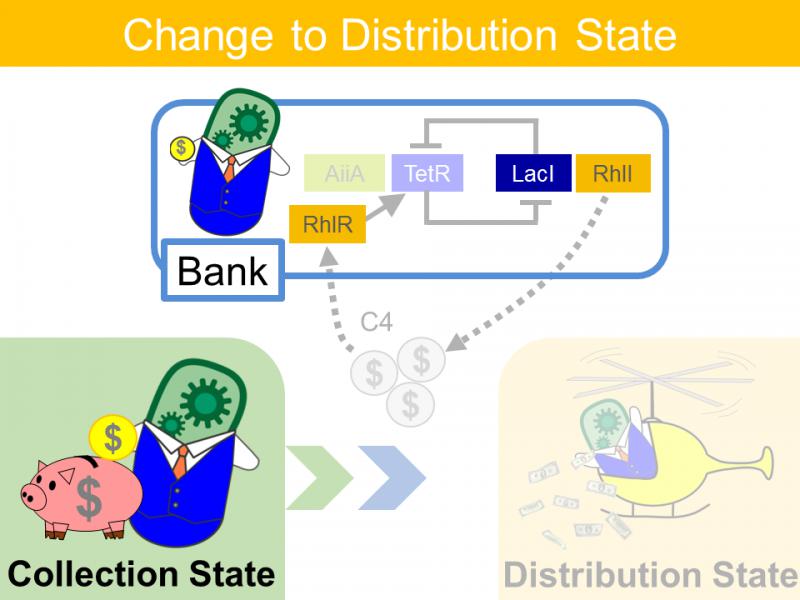 Change to Distribution State
$
AiiA TetR LacI RhlI
RhlR
Bank
C4
$ $
$
$
$
Collection State
Distribution State